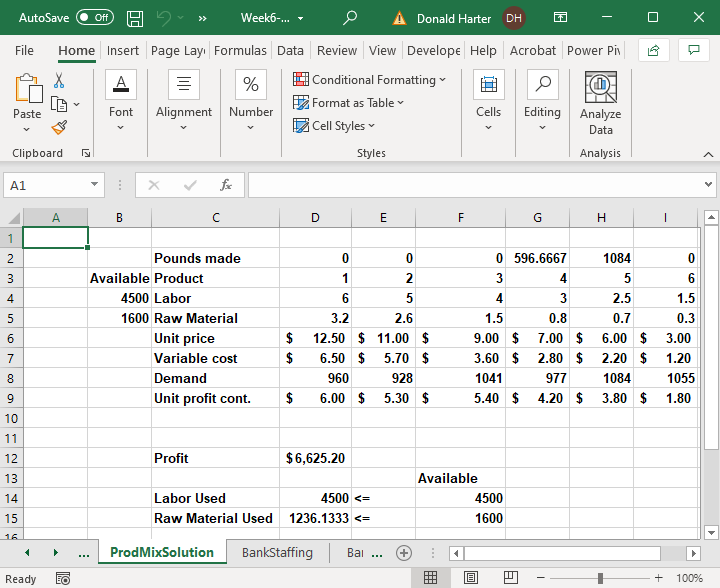 AutoSave Off » Week6-... Donald Harter DH
File Home Insert Page Layo Formulas Data Review View Develope Help Acrobat Power Piv
Paste Font Alignment Number Conditional Formatting Format as Table Cell Styles Cells Editing Analyze Data
Clipboard Styles Analysis
A1 fx
A B C D E F G H I
1
2 Pounds made 0 0 0 596.6667 1084 0
3 Available Product 1 2 3 4 5 6
4 4500 Labor 6 5 4 3 2.5 1.5
5 1600 Raw Material 3.2 2.6 1.5 0.8 0.7 0.3
6 Unit price $ 12.50 $ 11.00 $ 9.00 $ 7.00 $ 6.00 $ 3.00
7 Variable cost $ 6.50 $ 5.70 $ 3.60 $ 2.80 $ 2.20 $ 1.20
8 Demand 960 928 1041 977 1084 1055
9 Unit profit cont. $ 6.00 $ 5.30 $ 5.40 $ 4.20 $ 3.80 $ 1.80
10
11
12 Profit $6,625.20
13 Available
14 Labor Used 4500 <= 4500
15 Raw Material Used 1236.1333 <= 1600
16
... ProdMixSolution BankStaffing Bai ...
Ready 100%